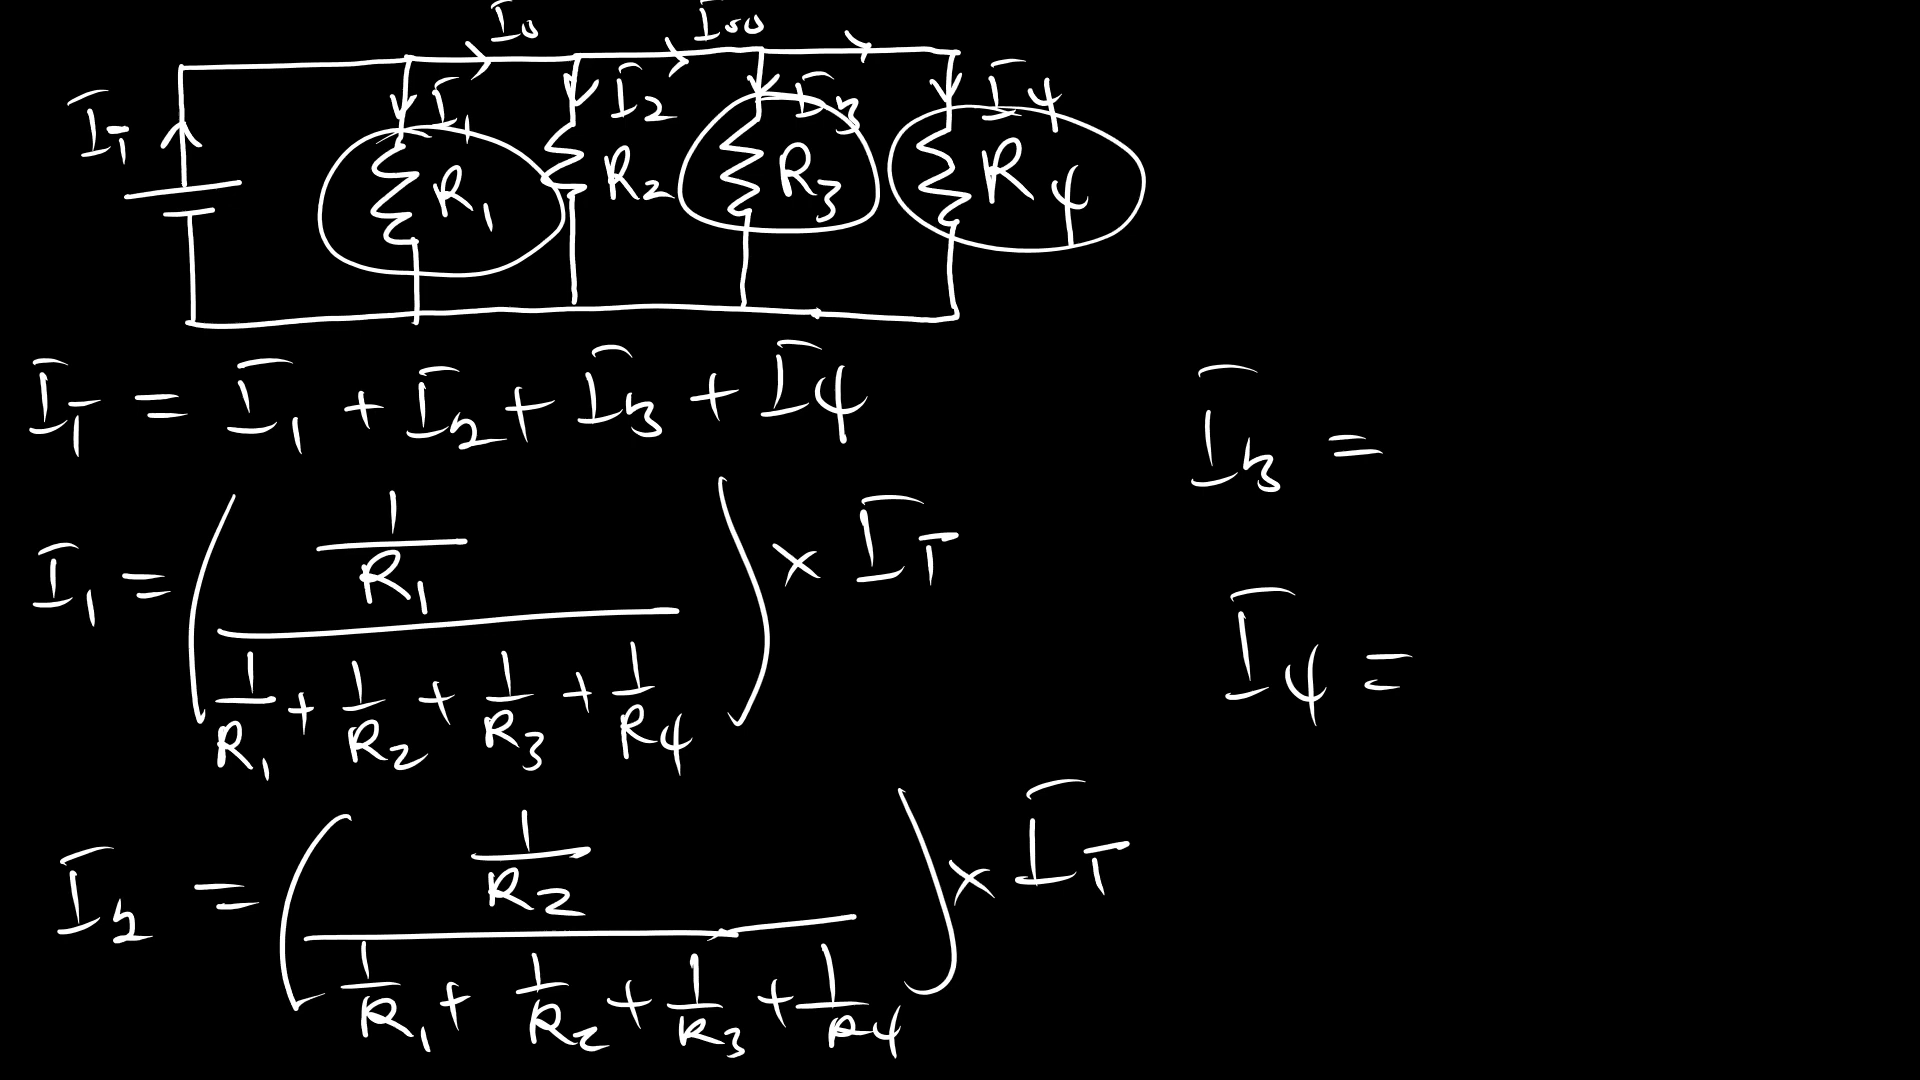 I₀ I₀₀
I_T I₁ I₂ I₃ I₄
R₁ R₂ R₃ R₄
I_T = I₁ + I₂ + I₃ + I₄
I₁ = ( (1/R₁) / (1/R₁ + 1/R₂ + 1/R₃ + 1/R₄) ) × I_T
I₂ = ( (1/R₂) / (1/R₁ + 1/R₂ + 1/R₃ + 1/R₄) ) × I_T
I₃ =
I₄ =